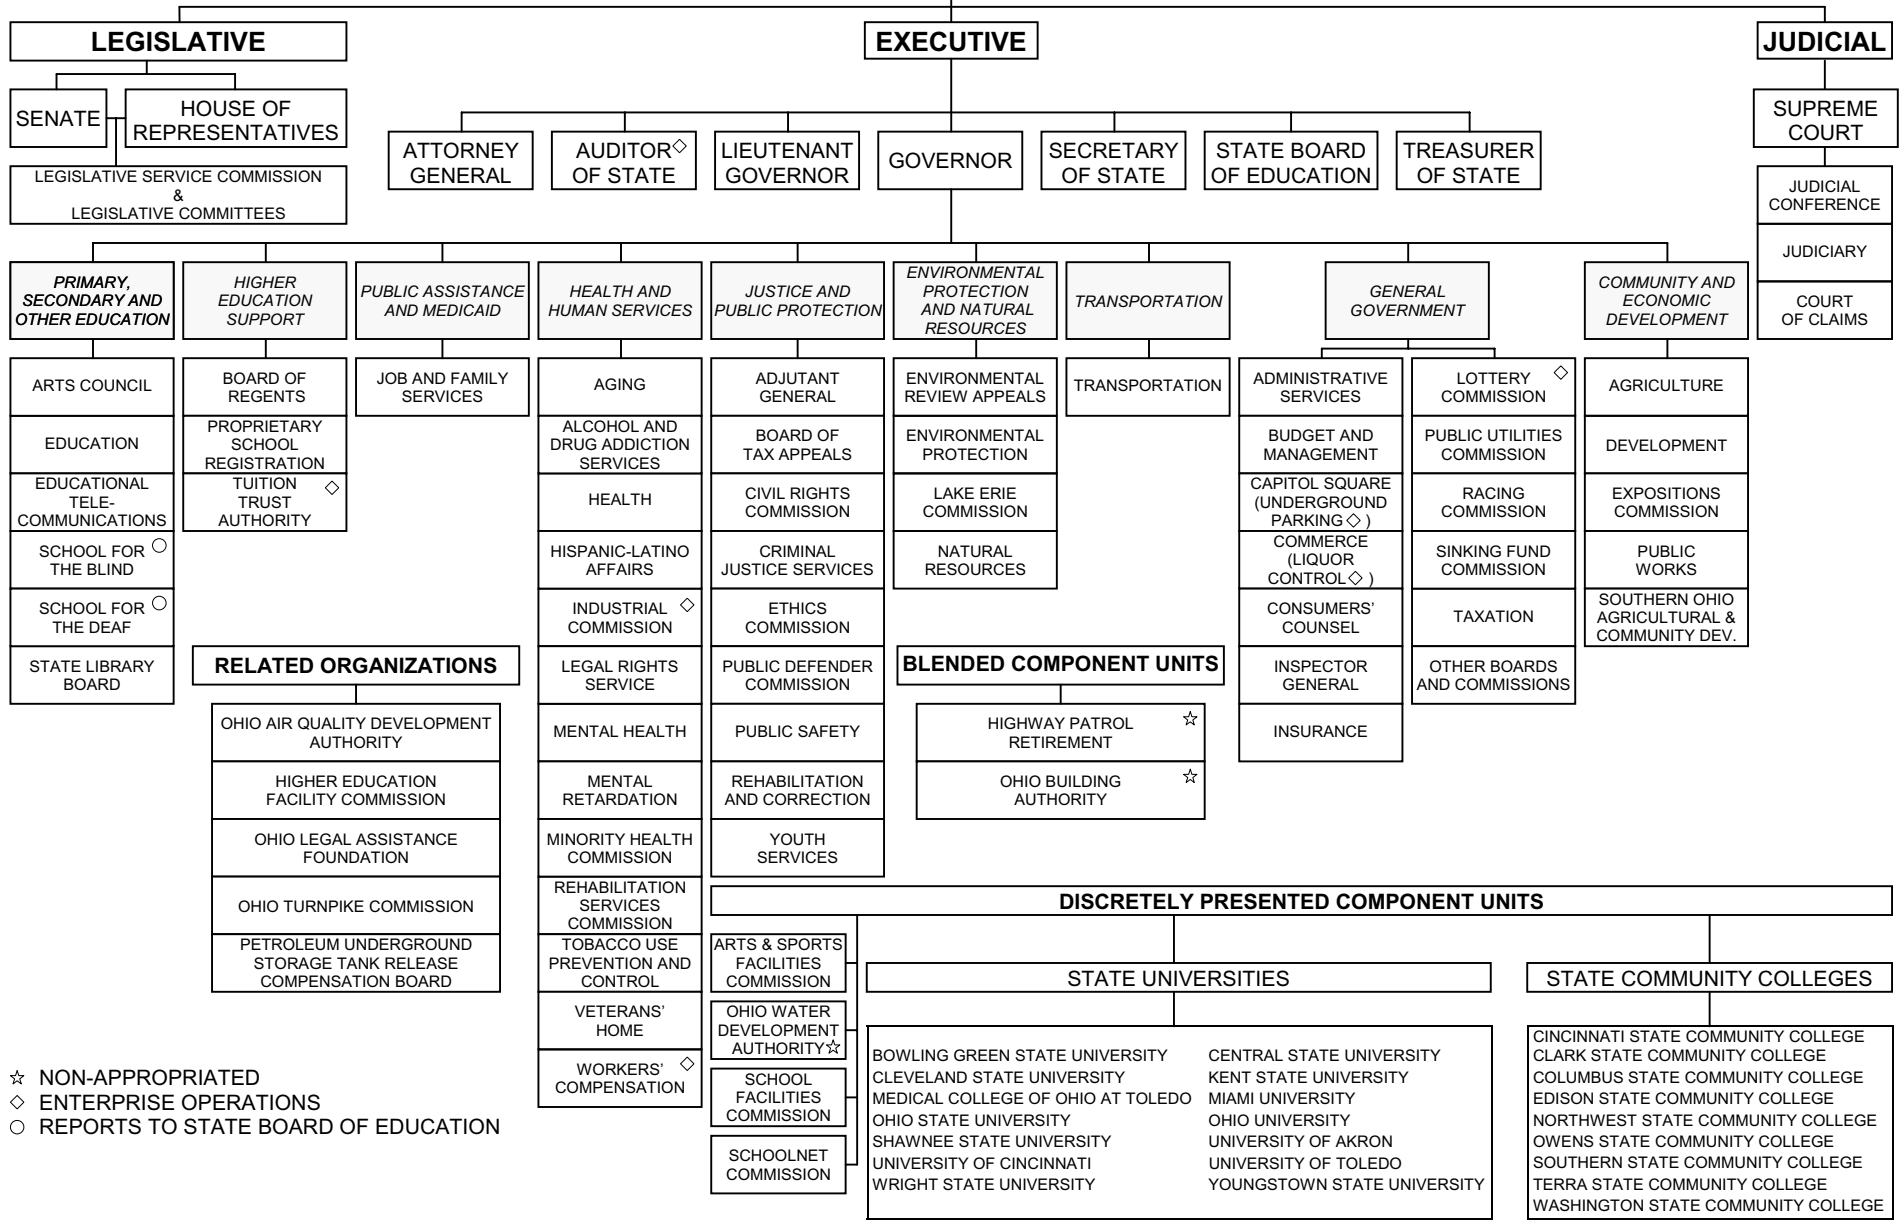 LEGISLATIVE
EXECUTIVE
JUDICIAL
SENATE
HOUSE OF
REPRESENTATIVES
LEGISLATIVE SERVICE COMMISSION
&
LEGISLATIVE COMMITTEES
ATTORNEY
GENERAL
AUDITOR◇
OF STATE
LIEUTENANT
GOVERNOR
GOVERNOR
SECRETARY
OF STATE
STATE BOARD
OF EDUCATION
TREASURER
OF STATE
SUPREME
COURT
JUDICIAL
CONFERENCE
JUDICIARY
COURT
OF CLAIMS
PRIMARY,
SECONDARY AND
OTHER EDUCATION
ARTS COUNCIL
EDUCATION
EDUCATIONAL
TELE-
COMMUNICATIONS
SCHOOL FOR ○
THE BLIND
SCHOOL FOR ○
THE DEAF
STATE LIBRARY
BOARD
HIGHER
EDUCATION
SUPPORT
BOARD OF
REGENTS
PROPRIETARY
SCHOOL
REGISTRATION
TUITION ◇
TRUST
AUTHORITY
PUBLIC ASSISTANCE
AND MEDICAID
JOB AND FAMILY
SERVICES
HEALTH AND
HUMAN SERVICES
AGING
ALCOHOL AND
DRUG ADDICTION
SERVICES
HEALTH
HISPANIC-LATINO
AFFAIRS
INDUSTRIAL ◇
COMMISSION
LEGAL RIGHTS
SERVICE
MENTAL HEALTH
MENTAL
RETARDATION
MINORITY HEALTH
COMMISSION
REHABILITATION
SERVICES
COMMISSION
TOBACCO USE
PREVENTION AND
CONTROL
VETERANS’
HOME
WORKERS’ ◇
COMPENSATION
JUSTICE AND
PUBLIC PROTECTION
ADJUTANT
GENERAL
BOARD OF
TAX APPEALS
CIVIL RIGHTS
COMMISSION
CRIMINAL
JUSTICE SERVICES
ETHICS
COMMISSION
PUBLIC DEFENDER
COMMISSION
PUBLIC SAFETY
REHABILITATION
AND CORRECTION
YOUTH
SERVICES
ENVIRONMENTAL
PROTECTION
AND NATURAL
RESOURCES
ENVIRONMENTAL
REVIEW APPEALS
ENVIRONMENTAL
PROTECTION
LAKE ERIE
COMMISSION
NATURAL
RESOURCES
TRANSPORTATION
TRANSPORTATION
GENERAL
GOVERNMENT
ADMINISTRATIVE
SERVICES
BUDGET AND
MANAGEMENT
CAPITOL SQUARE
(UNDERGROUND
PARKING◇ )
COMMERCE
(LIQUOR
CONTROL◇ )
CONSUMERS’
COUNSEL
INSPECTOR
GENERAL
INSURANCE
LOTTERY ◇
COMMISSION
PUBLIC UTILITIES
COMMISSION
RACING
COMMISSION
SINKING FUND
COMMISSION
TAXATION
OTHER BOARDS
AND COMMISSIONS
COMMUNITY AND
ECONOMIC
DEVELOPMENT
AGRICULTURE
DEVELOPMENT
EXPOSITIONS
COMMISSION
PUBLIC
WORKS
SOUTHERN OHIO
AGRICULTURAL &
COMMUNITY DEV.
RELATED ORGANIZATIONS
OHIO AIR QUALITY DEVELOPMENT
AUTHORITY
HIGHER EDUCATION
FACILITY COMMISSION
OHIO LEGAL ASSISTANCE
FOUNDATION
OHIO TURNPIKE COMMISSION
PETROLEUM UNDERGROUND
STORAGE TANK RELEASE
COMPENSATION BOARD
BLENDED COMPONENT UNITS
HIGHWAY PATROL ☆
RETIREMENT
OHIO BUILDING ☆
AUTHORITY
DISCRETELY PRESENTED COMPONENT UNITS
ARTS & SPORTS
FACILITIES
COMMISSION
OHIO WATER
DEVELOPMENT
AUTHORITY☆
SCHOOL
FACILITIES
COMMISSION
SCHOOLNET
COMMISSION
STATE UNIVERSITIES
BOWLING GREEN STATE UNIVERSITY
CLEVELAND STATE UNIVERSITY
MEDICAL COLLEGE OF OHIO AT TOLEDO
OHIO STATE UNIVERSITY
SHAWNEE STATE UNIVERSITY
UNIVERSITY OF CINCINNATI
WRIGHT STATE UNIVERSITY
CENTRAL STATE UNIVERSITY
KENT STATE UNIVERSITY
MIAMI UNIVERSITY
OHIO UNIVERSITY
UNIVERSITY OF AKRON
UNIVERSITY OF TOLEDO
YOUNGSTOWN STATE UNIVERSITY
STATE COMMUNITY COLLEGES
CINCINNATI STATE COMMUNITY COLLEGE
CLARK STATE COMMUNITY COLLEGE
COLUMBUS STATE COMMUNITY COLLEGE
EDISON STATE COMMUNITY COLLEGE
NORTHWEST STATE COMMUNITY COLLEGE
OWENS STATE COMMUNITY COLLEGE
SOUTHERN STATE COMMUNITY COLLEGE
TERRA STATE COMMUNITY COLLEGE
WASHINGTON STATE COMMUNITY COLLEGE
☆ NON-APPROPRIATED
◇ ENTERPRISE OPERATIONS
○ REPORTS TO STATE BOARD OF EDUCATION